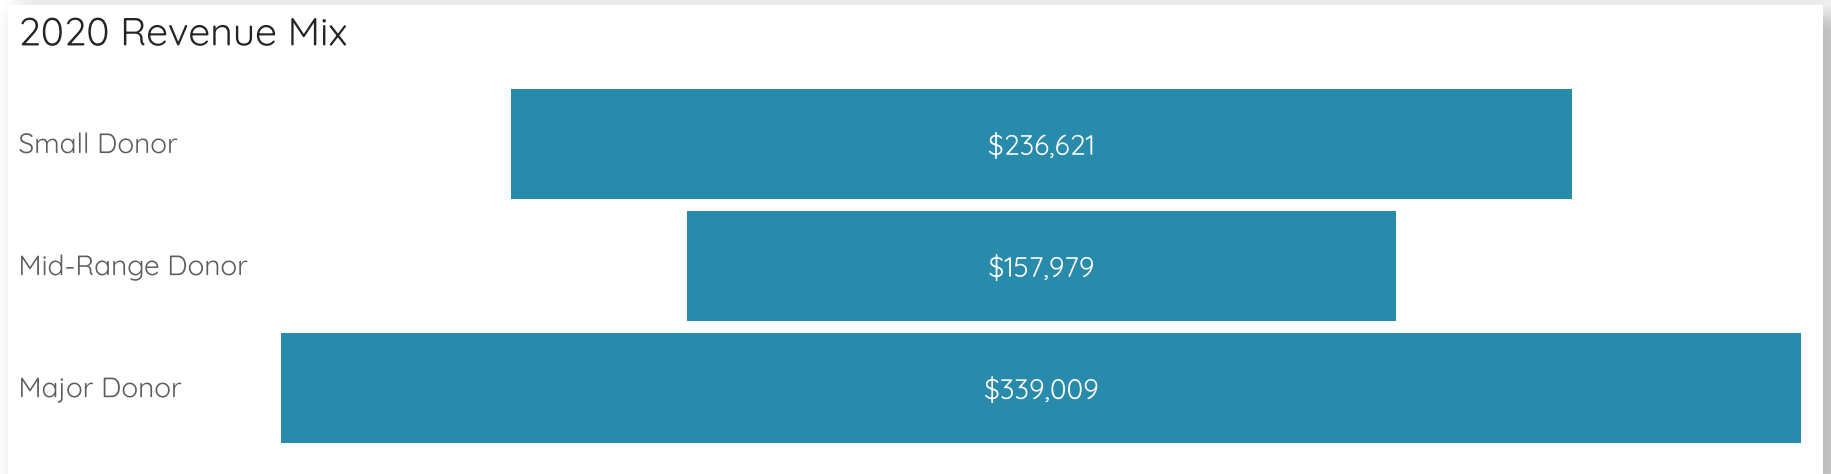 2020 Revenue Mix
Small Donor
$236,621
Mid-Range Donor
$157,979
Major Donor
$339,009